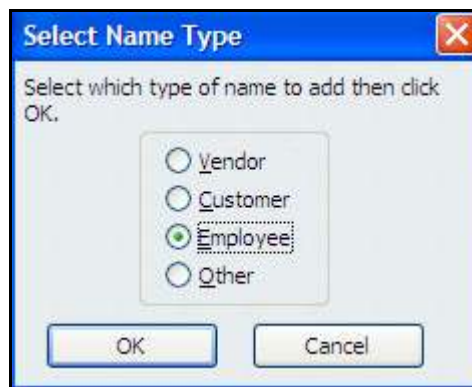 Select Name Type
Select which type of name to add then click
OK.
Vendor
Customer
Employee
Other
OK Cancel